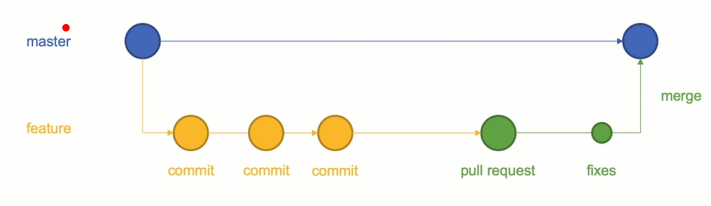 master
merge
feature
commit
commit
commit
pull request
fixes